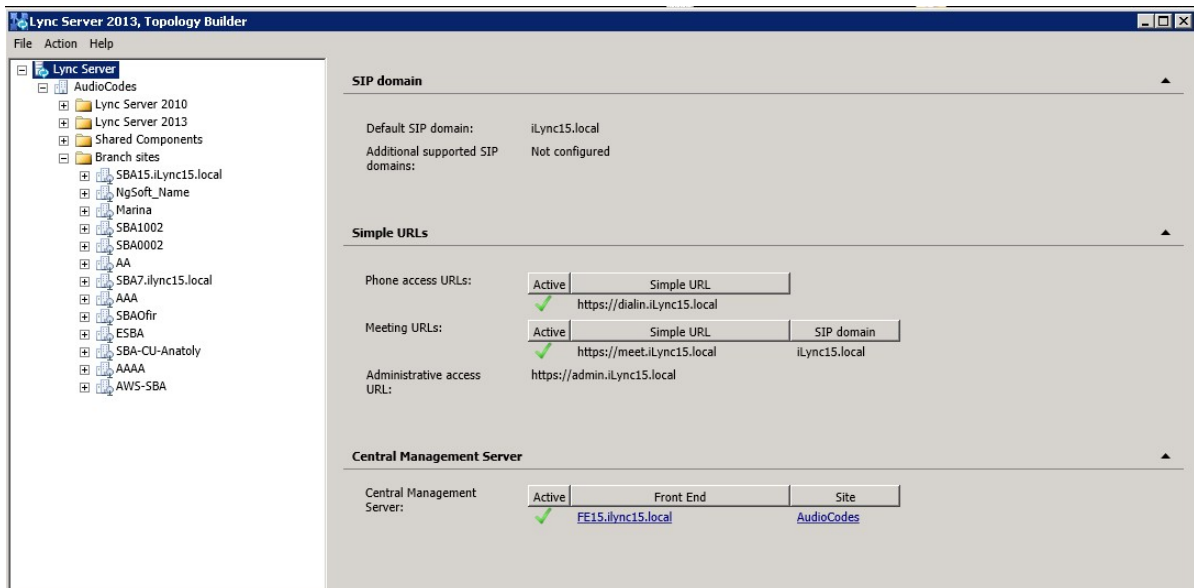 Lync Server 2013, Topology Builder
File Action Help
Lync Server
AudioCodes
Lync Server 2010
Lync Server 2013
Shared Components
Branch sites
SBA15.iLync15.local
NgSoft_Name
Marina
SBA1002
SBA0002
AA
SBA7.ilync15.local
AAA
SBAOfir
ESBA
SBA-CU-Anatoly
AAAA
AWS-SBA
SIP domain
Default SIP domain: iLync15.local
Additional supported SIP Not configured
domains:
Simple URLs
Phone access URLs: Active Simple URL
https://dialin.iLync15.local
Meeting URLs: Active Simple URL SIP domain
https://meet.iLync15.local iLync15.local
Administrative access https://admin.iLync15.local
URL:
Central Management Server
Central Management Active Front End Site
Server: FE15.ilync15.local AudioCodes